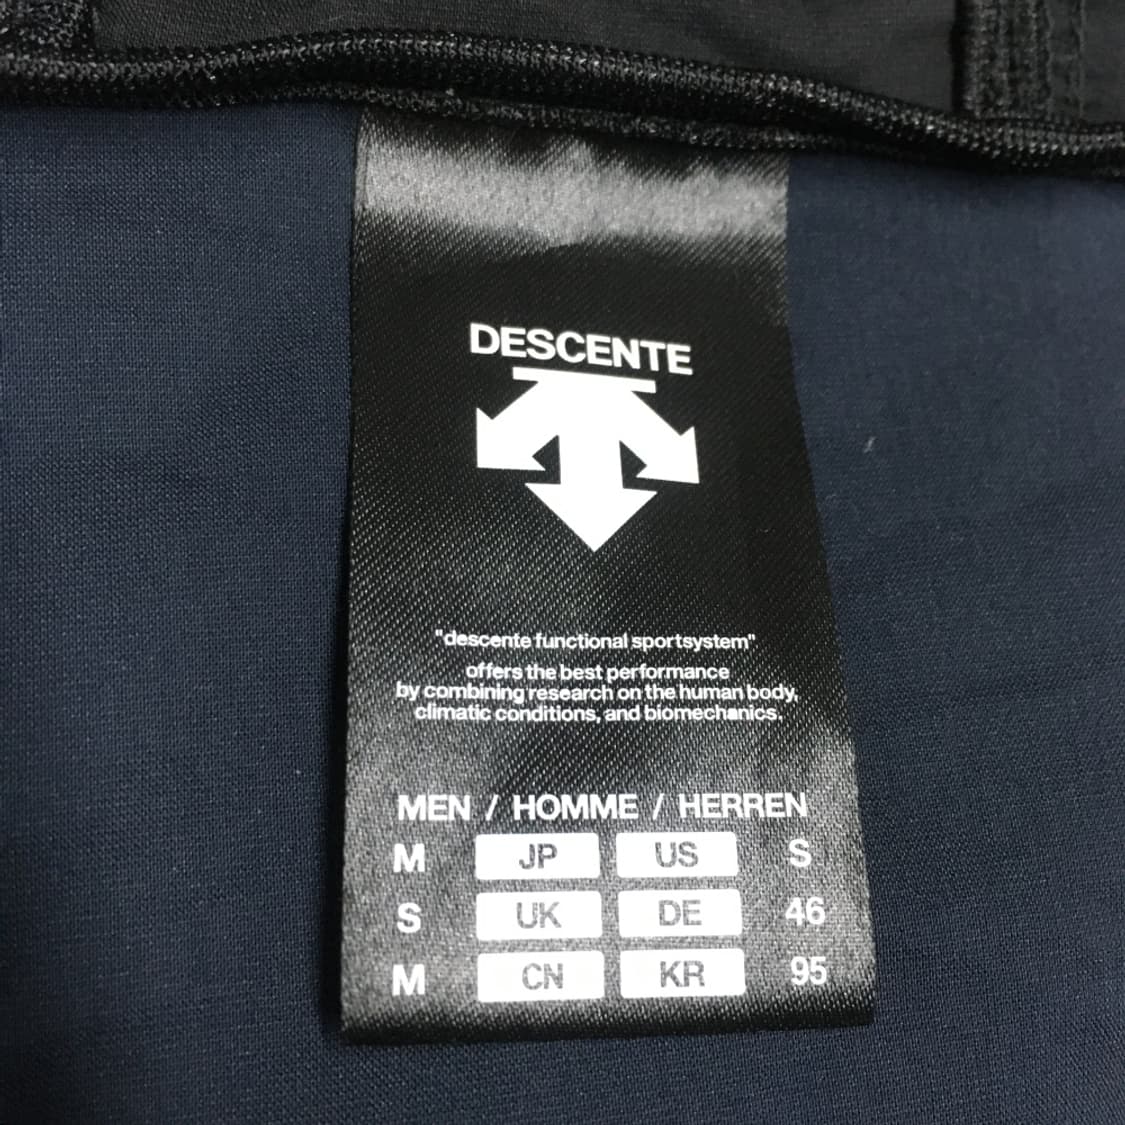 DESCENTE
"descente functional sportsystem"
offers the best performance
by combining research on the human body,
climatic conditions, and biomechanics.
MEN / HOMME / HERREN
M JP US S
S UK DE 46
M CN KR 95